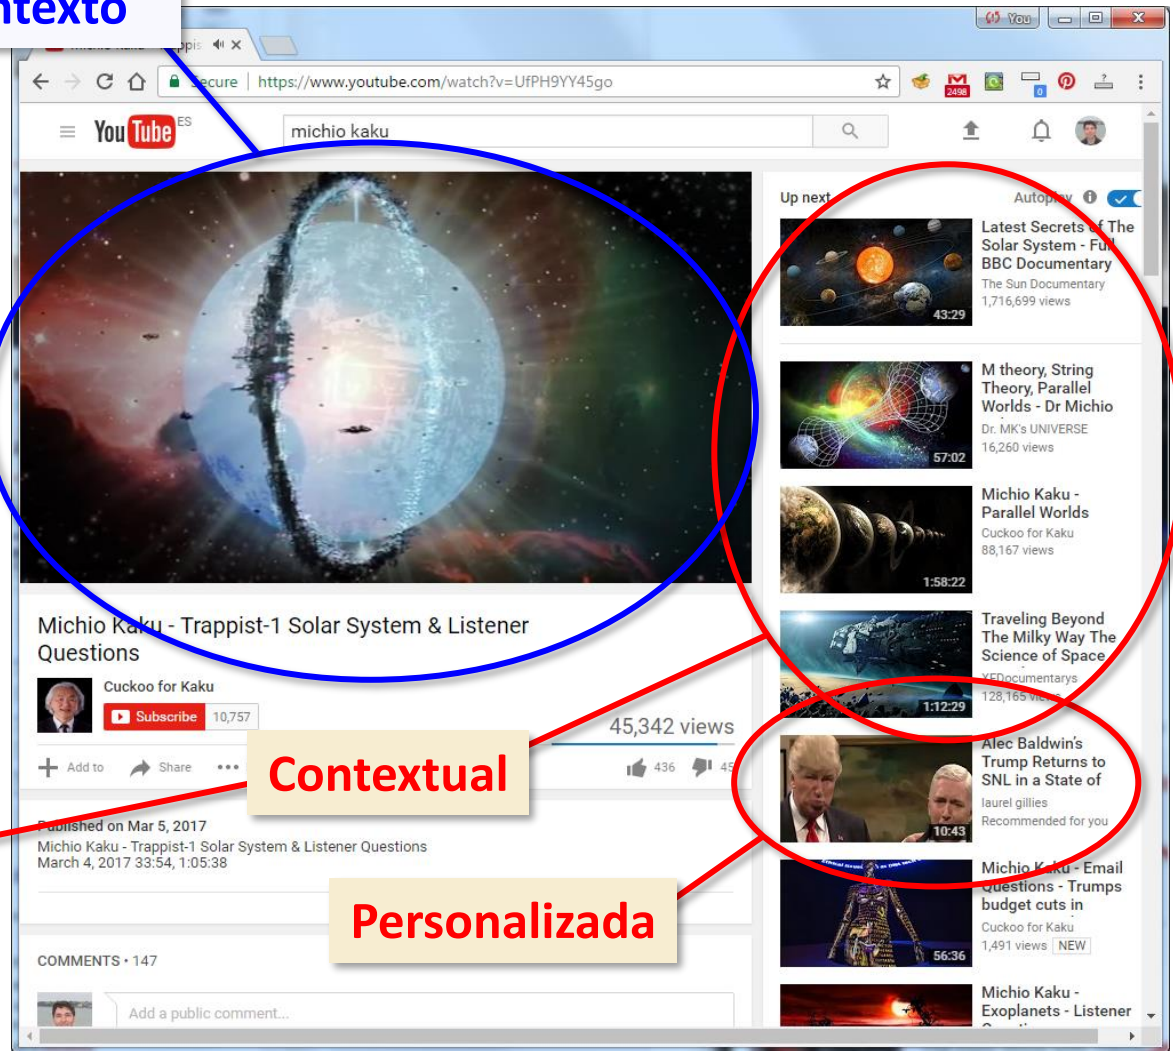 ntexto
You
https://www.youtube.com/watch?v=UfPH9YY45go
Secure
2498
0
?
YouTube ES
michio kaku
Up next
Autoplay
Latest Secrets of The
Solar System - Full
BBC Documentary
The Sun Documentary
1,716,699 views
43:29
M theory, String
Theory, Parallel
Worlds - Dr Michio
Dr. MK's UNIVERSE
16,260 views
57:02
Michio Kaku -
Parallel Worlds
Cuckoo for Kaku
88,167 views
1:58:22
Traveling Beyond
The Milky Way The
Science of Space
XFDocumentarys
128,165 views
1:12:29
Alec Baldwin's
Trump Returns to
SNL in a State of
laurel gillies
Recommended for you
10:43
Michio Kaku - Email
Questions - Trumps
budget cuts in
Cuckoo for Kaku
1,491 views NEW
56:36
Michio Kaku -
Exoplanets - Listener
Michio Kaku - Trappist-1 Solar System & Listener
Questions
Cuckoo for Kaku
Subscribe 10,757
45,342 views
Add to Share
436 45
Contextual
Published on Mar 5, 2017
Michio Kaku - Trappist-1 Solar System & Listener Questions
March 4, 2017 33:54, 1:05:38
Personalizada
COMMENTS • 147
Add a public comment...